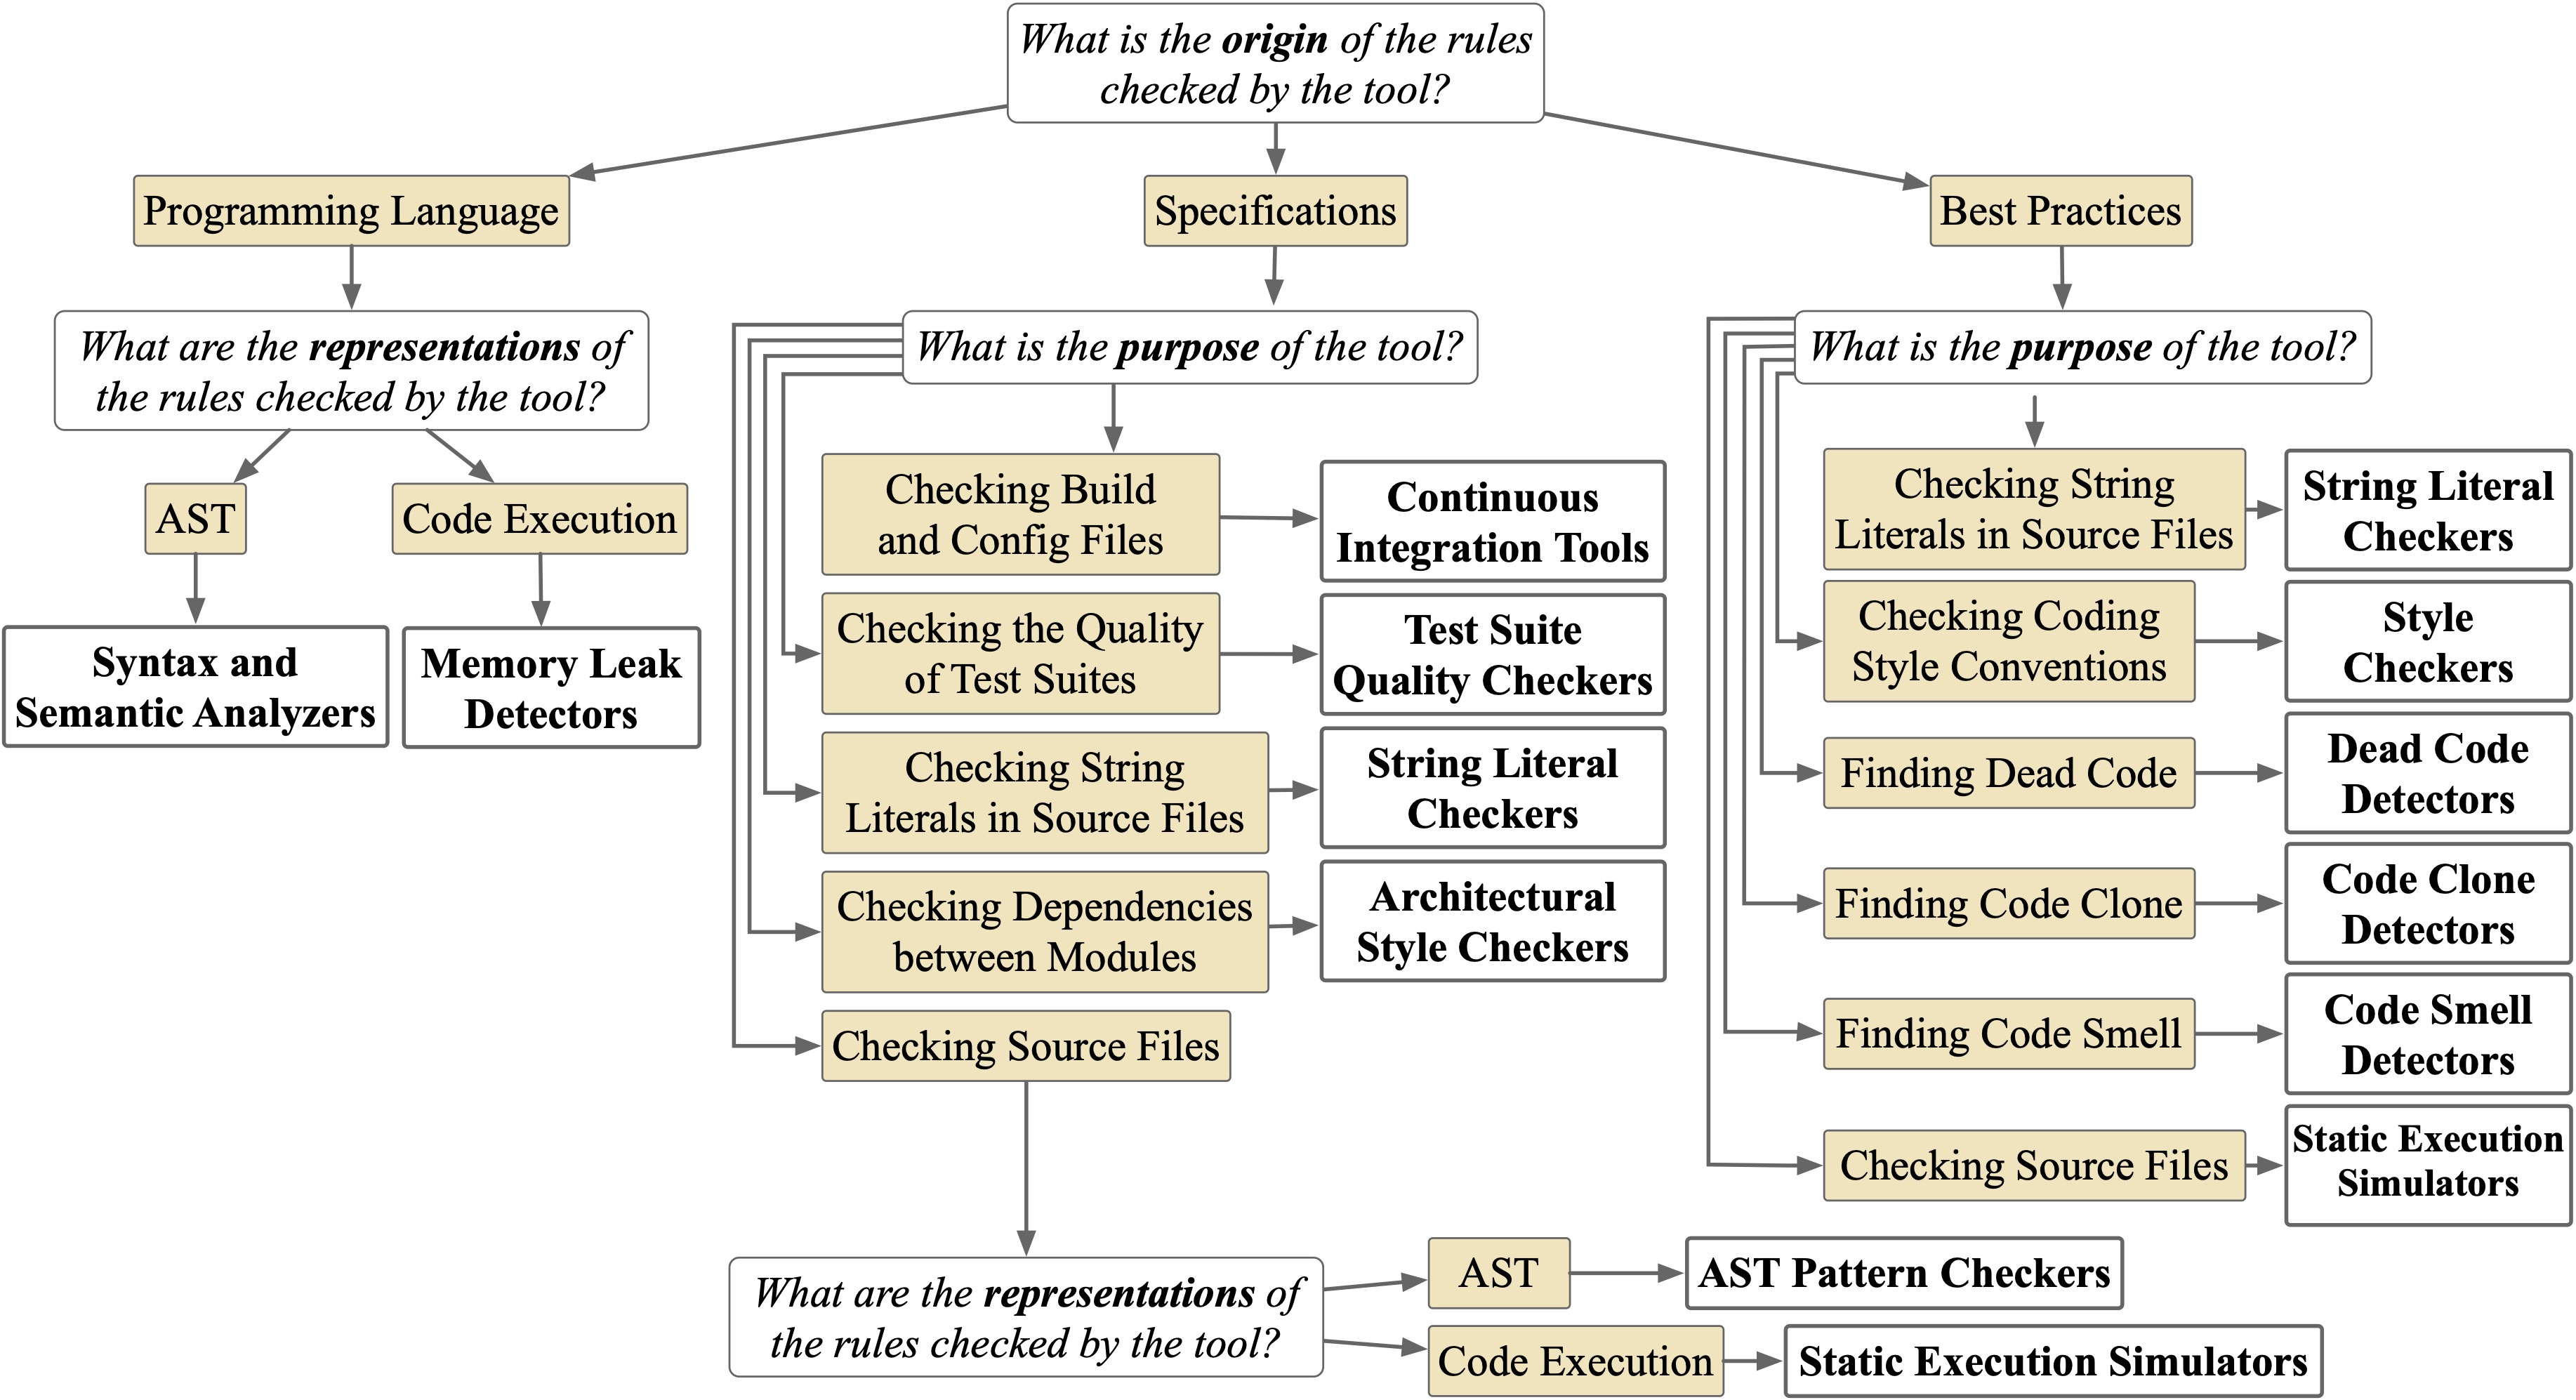 What is the origin of the rules
checked by the tool?
Programming Language
Specifications
Best Practices
What are the representations of
the rules checked by the tool?
What is the purpose of the tool?
What is the purpose of the tool?
AST
Code Execution
Syntax and
Semantic Analyzers
Memory Leak
Detectors
Checking Build
and Config Files
Continuous
Integration Tools
Checking the Quality
of Test Suites
Test Suite
Quality Checkers
Checking String
Literals in Source Files
String Literal
Checkers
Checking Dependencies
between Modules
Architectural
Style Checkers
Checking Source Files
Checking String
Literals in Source Files
String Literal
Checkers
Checking Coding
Style Conventions
Style
Checkers
Finding Dead Code
Dead Code
Detectors
Finding Code Clone
Code Clone
Detectors
Finding Code Smell
Code Smell
Detectors
Checking Source Files
Static Execution
Simulators
What are the representations of
the rules checked by the tool?
AST
AST Pattern Checkers
Code Execution
Static Execution Simulators